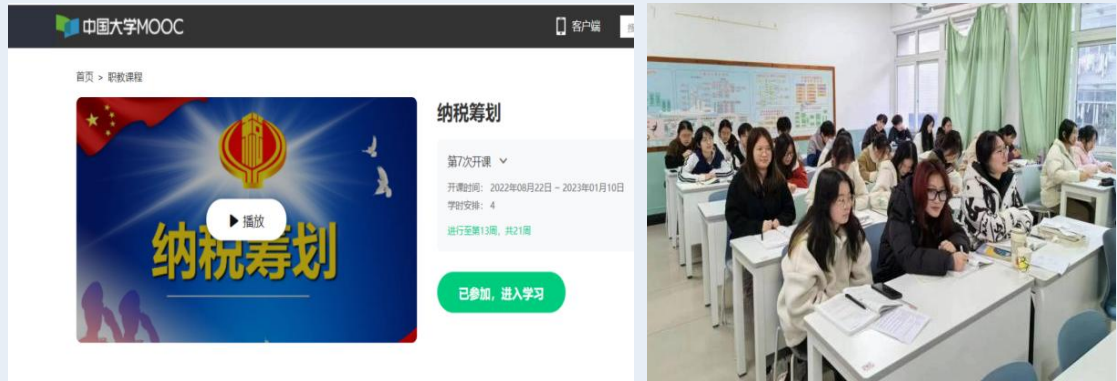 中国大学MOOC
客户端
首页 > 职教课程
纳税筹划
第7次开课
开课时间: 2022年08月22日 ~ 2023年01月10日
学时安排: 4
进行至第13周, 共21周
已参加, 进入学习
播放
纳税筹划